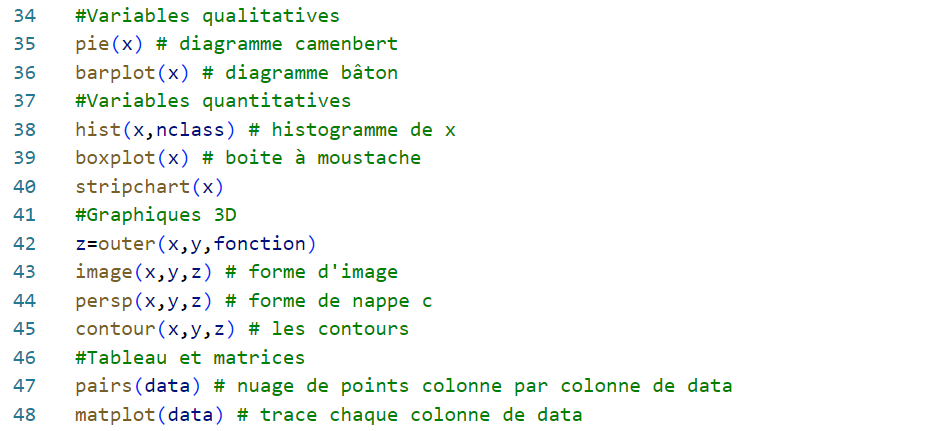 34 #Variables qualitatives
35 pie(x) # diagramme camenbert
36 barplot(x) # diagramme bâton
37 #Variables quantitatives
38 hist(x,nclass) # histogramme de x
39 boxplot(x) # boite à moustache
40 stripchart(x)
41 #Graphiques 3D
42 z=outer(x,y,fonction)
43 image(x,y,z) # forme d'image
44 persp(x,y,z) # forme de nappe c
45 contour(x,y,z) # les contours
46 #Tableau et matrices
47 pairs(data) # nuage de points colonne par colonne de data
48 matplot(data) # trace chaque colonne de data